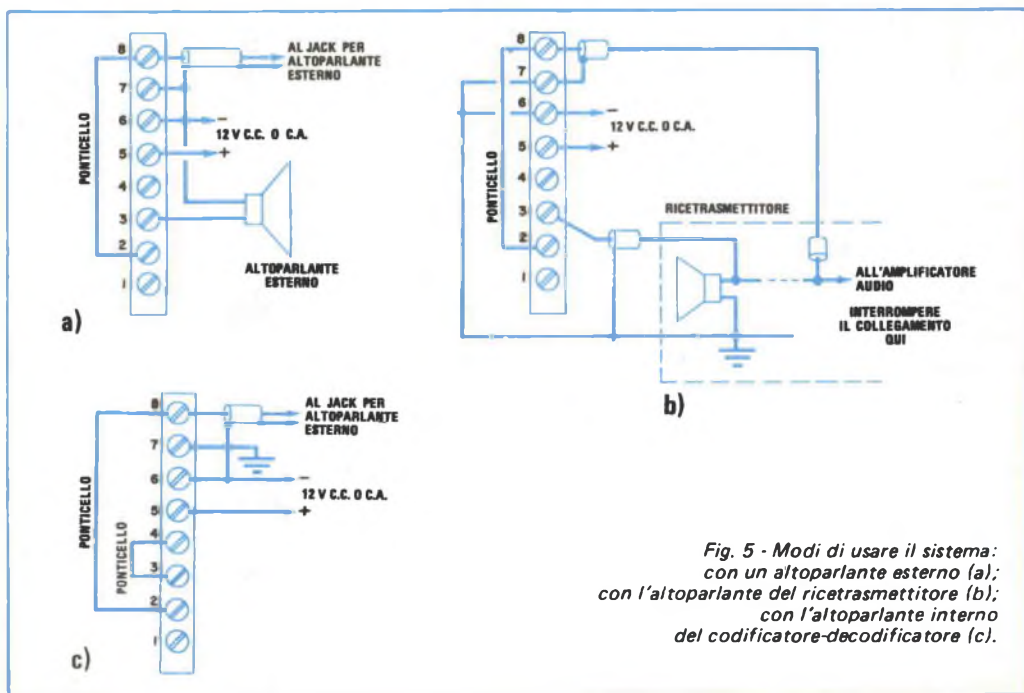 a)
PONTICELLO
8
7
6
5
4
3
2
1
AL JACK PER
ALTOPARLANTE
ESTERNO
−
12 V C.C. O C.A.
+
ALTOPARLANTE
ESTERNO
b)
PONTICELLO
8
7
6
5
4
3
2
1
−
12 V C.C. O C.A.
+
RICETRASMETTITORE
ALL'AMPLIFICATORE
AUDIO
INTERROMPERE
IL COLLEGAMENTO
QUI
c)
PONTICELLO
PONTICELLO
8
7
6
5
4
3
2
1
AL JACK PER
ALTOPARLANTE
ESTERNO
−
12 V C.C. O C.A.
+
Fig. 5 - Modi di usare il sistema:
con un altoparlante esterno (a);
con l'altoparlante del ricetrasmettitore (b);
con l'altoparlante interno
del codificatore-decodificatore (c).